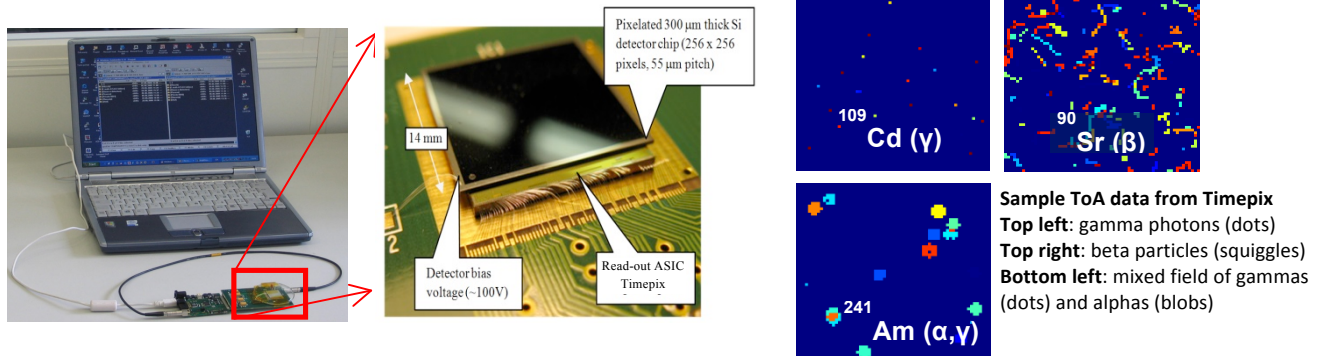 Pixelated 300 μm thick Si
detector chip (256 x 256
pixels, 55 μm pitch)
14 mm
Detector bias
voltage (~100V)
Read-out ASIC
Timepix
2
109
Cd (γ)
90
Sr (β)
241
Am (α,γ)
Sample ToA data from Timepix
Top left: gamma photons (dots)
Top right: beta particles (squiggles)
Bottom left: mixed field of gammas
(dots) and alphas (blobs)